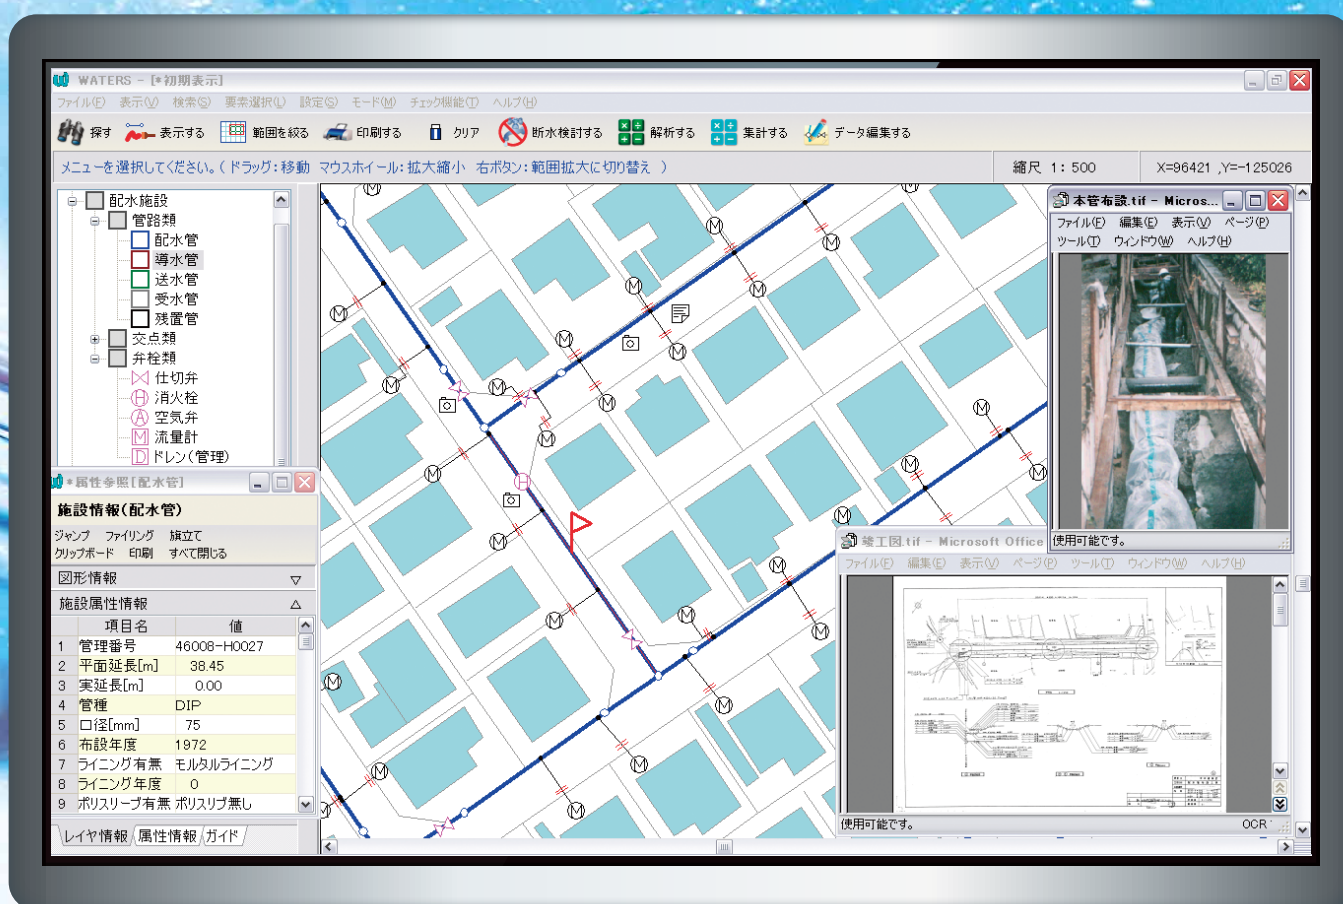 WATERS - [*初期表示]
ファイル(F) 表示(V) 検索(S) 要素選択(L) 設定(S) モード(M) チェック機能(T) ヘルプ(H)
探す 表示する 範囲を絞る 印刷する クリア 断水検討する 解析する 集計する データ編集する
メニューを選択してください。(ドラッグ:移動 マウスホイール:拡大縮小 右ボタン:範囲拡大に切り替え ) 縮尺 1: 500 X=96421 ,Y=-125026
配水施設
管路類
配水管
導水管
送水管
受水管
残置管
交点類
弁栓類
仕切弁
H 消火栓
A 空気弁
M 流量計
D ドレン(管理)
*属性参照[配水管]
施設情報(配水管)
ジャンプ ファイリング 旗立て
クリップボード 印刷 すべて閉じる
図形情報 ▽
施設属性情報 △
項目名 値
1 管理番号 46008-H0027
2 平面延長[m] 38.45
3 実延長[m] 0.00
4 管種 DIP
5 口径[mm] 75
6 布設年度 1972
7 ライニング有無 モルタルライニング
8 ライニング年度 0
9 ポリスリーブ有無 ポリスリブ無し
レイヤ情報 属性情報 ガイド
本管布設.tif - Micros...
ファイル(F) 編集(E) 表示(V) ページ(P)
ツール(T) ウィンドウ(W) ヘルプ(H)
使用可能です。
竣工図.tif - Microsoft Office
ファイル(F) 編集(E) 表示(V) ページ(P) ツール(T) ウィンドウ(W) ヘルプ(H)
使用可能です。 OCR